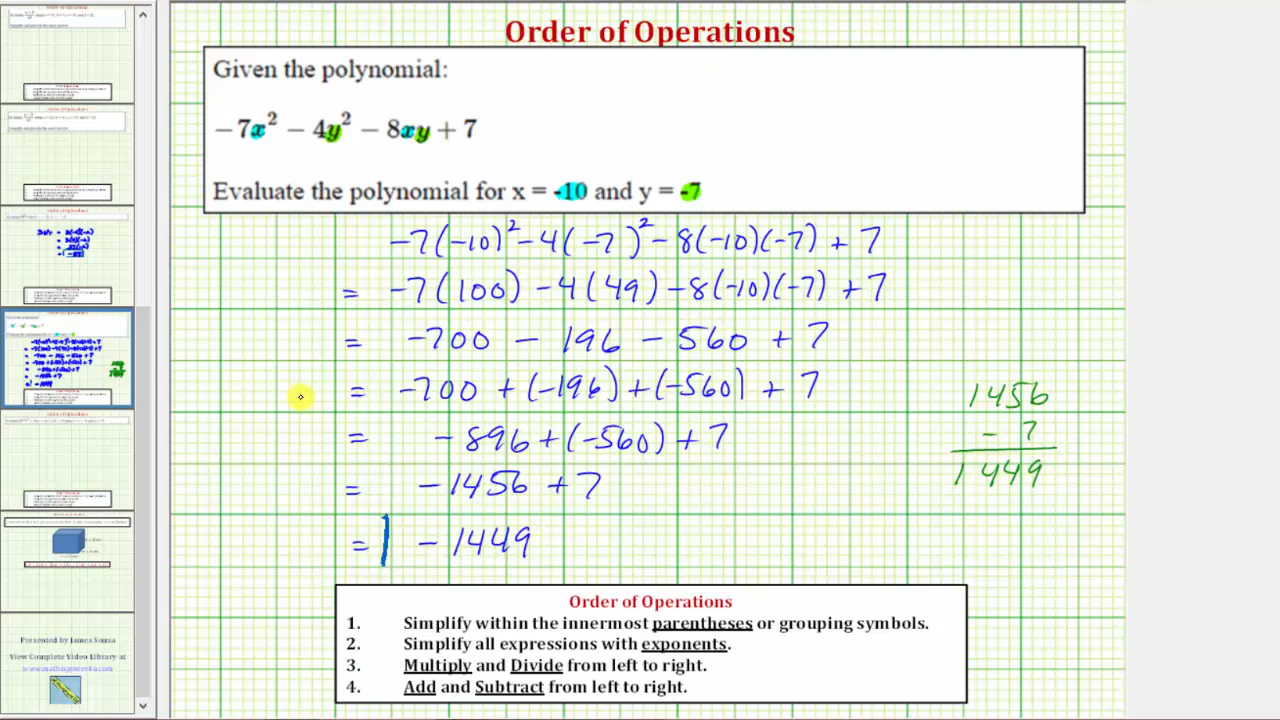 Order of Operations
Given the polynomial:
−7x² − 4y² − 8xy + 7
Evaluate the polynomial for x = -10 and y = -7
-7(-10)² - 4(-7)² - 8(-10)(-7) + 7
= -7(100) - 4(49) - 8(-10)(-7) + 7
= -700 - 196 - 560 + 7
= -700 + (-196) + (-560) + 7
= -896 + (-560) + 7
= -1456 + 7
= -1449
1456
- 7
1449
Order of Operations
1. Simplify within the innermost parentheses or grouping symbols.
2. Simplify all expressions with exponents.
3. Multiply and Divide from left to right.
4. Add and Subtract from left to right.
Presented by James Sousa
View Complete Video Library at